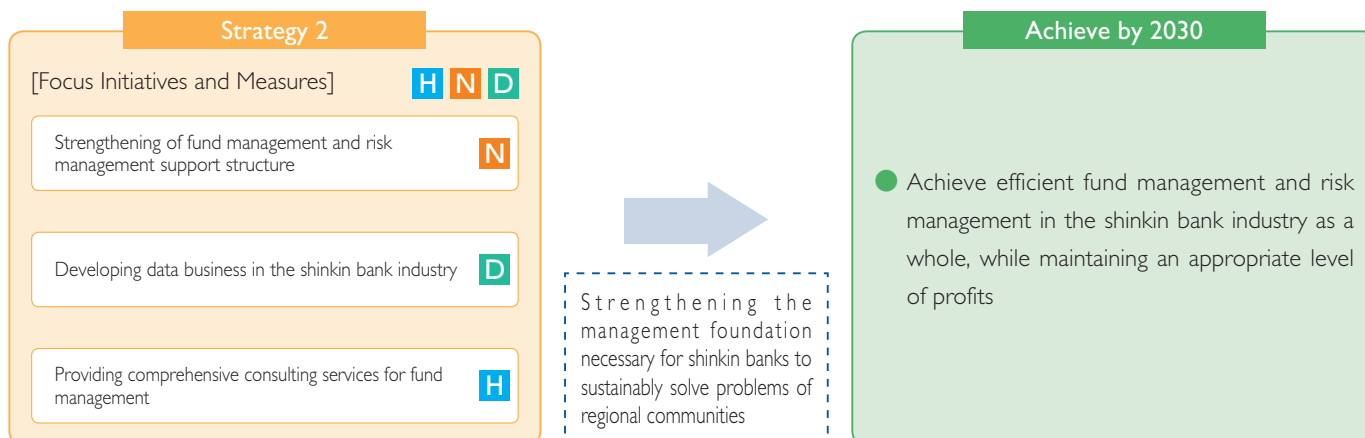 Strategy 2
[Focus Initiatives and Measures]
H N D
Strengthening of fund management and risk
management support structure
N
Developing data business in the shinkin bank industry
D
Providing comprehensive consulting services for fund
management
H
Strengthening the
management foundation
necessary for shinkin banks to
sustainably solve problems of
regional communities
Achieve by 2030
● Achieve efficient fund management and risk
management in the shinkin bank industry as a
whole, while maintaining an appropriate level
of profits